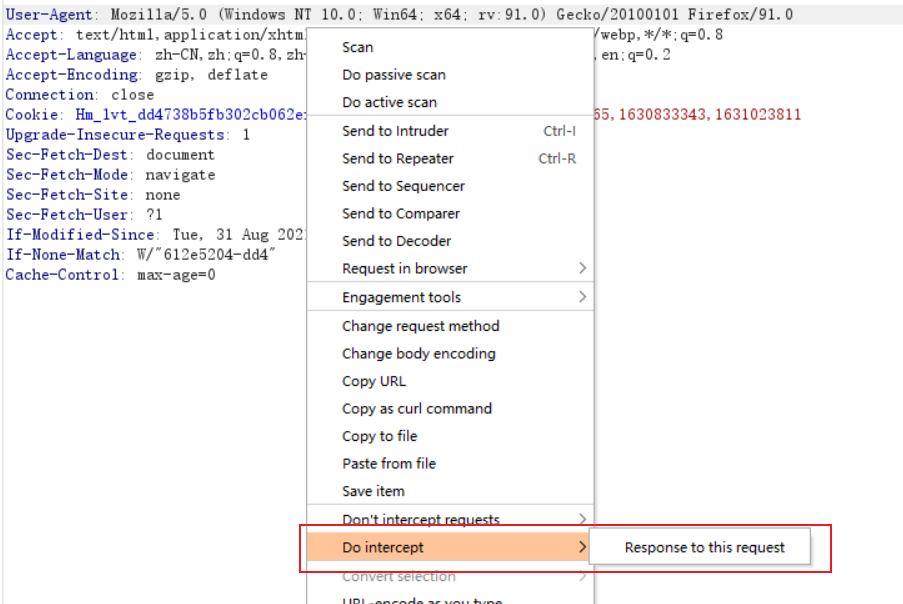 User-Agent: Mozilla/5.0 (Windows NT 10.0; Win64; x64; rv:91.0) Gecko/20100101 Firefox/91.0
Accept: text/html,application/xhtml /webp,*/*;q=0.8
Accept-Language: zh-CN,zh;q=0.8,zh- ,en;q=0.2
Accept-Encoding: gzip, deflate
Connection: close
Cookie: Hm_lvt_dd4738b5fb302cb062e 65,1630833343,1631023811
Upgrade-Insecure-Requests: 1
Sec-Fetch-Dest: document
Sec-Fetch-Mode: navigate
Sec-Fetch-Site: none
Sec-Fetch-User: ?1
If-Modified-Since: Tue, 31 Aug 202
If-None-Match: W/"612e5204-dd4"
Cache-Control: max-age=0
Scan
Do passive scan
Do active scan
Send to Intruder Ctrl-I
Send to Repeater Ctrl-R
Send to Sequencer
Send to Comparer
Send to Decoder
Request in browser
Engagement tools
Change request method
Change body encoding
Copy URL
Copy as curl command
Copy to file
Paste from file
Save item
Don't intercept requests
Do intercept
Response to this request
Convert selection
URL-encode as you type